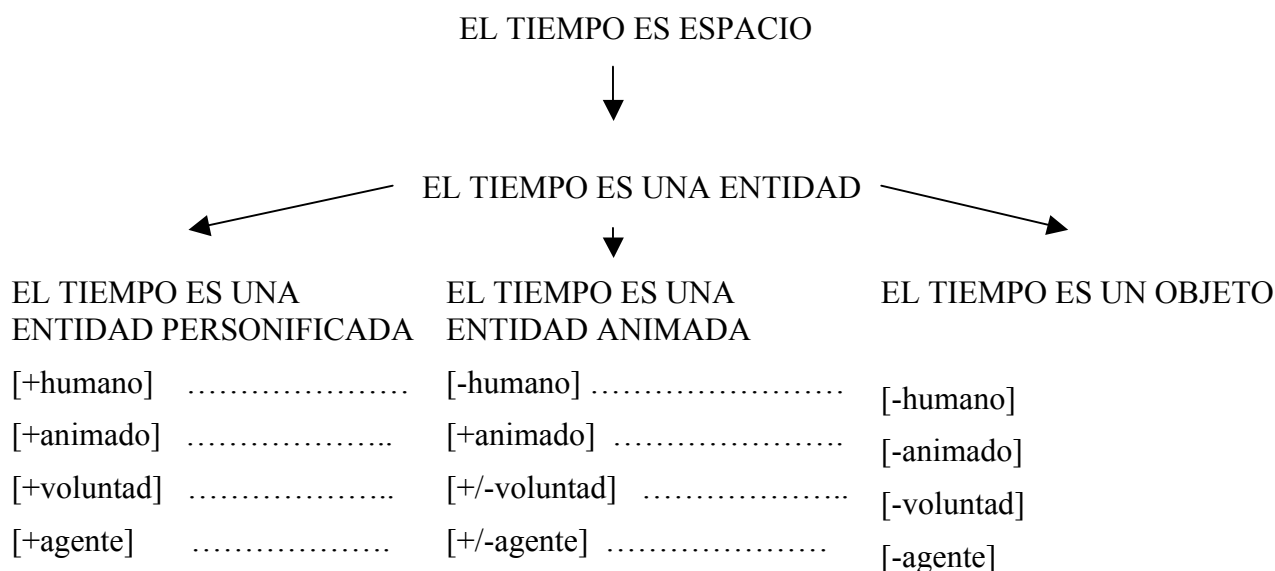 EL TIEMPO ES ESPACIO
EL TIEMPO ES UNA ENTIDAD
EL TIEMPO ES UNA
ENTIDAD PERSONIFICADA
EL TIEMPO ES UNA
ENTIDAD ANIMADA
EL TIEMPO ES UN OBJETO
[+humano] ………………… [-humano] …………………… [-humano]
[+animado] ……………….. [+animado] …………………. [-animado]
[+voluntad] ……………….. [+/-voluntad] ……………….. [-voluntad]
[+agente] ………………. [+/-agente] ………………… [-agente]